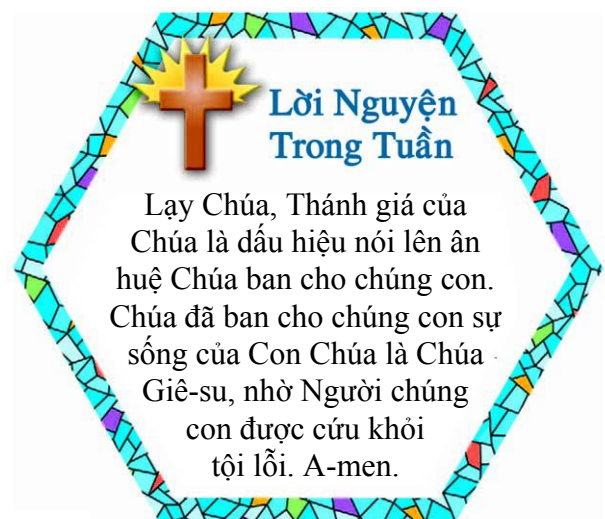 Lời Nguyện
Trong Tuần
Lạy Chúa, Thánh giá của
Chúa là dấu hiệu nói lên ân
huệ Chúa ban cho chúng con.
Chúa đã ban cho chúng con sự
sống của Con Chúa là Chúa
Giê-su, nhờ Người chúng
con được cứu khỏi
tội lỗi. A-men.